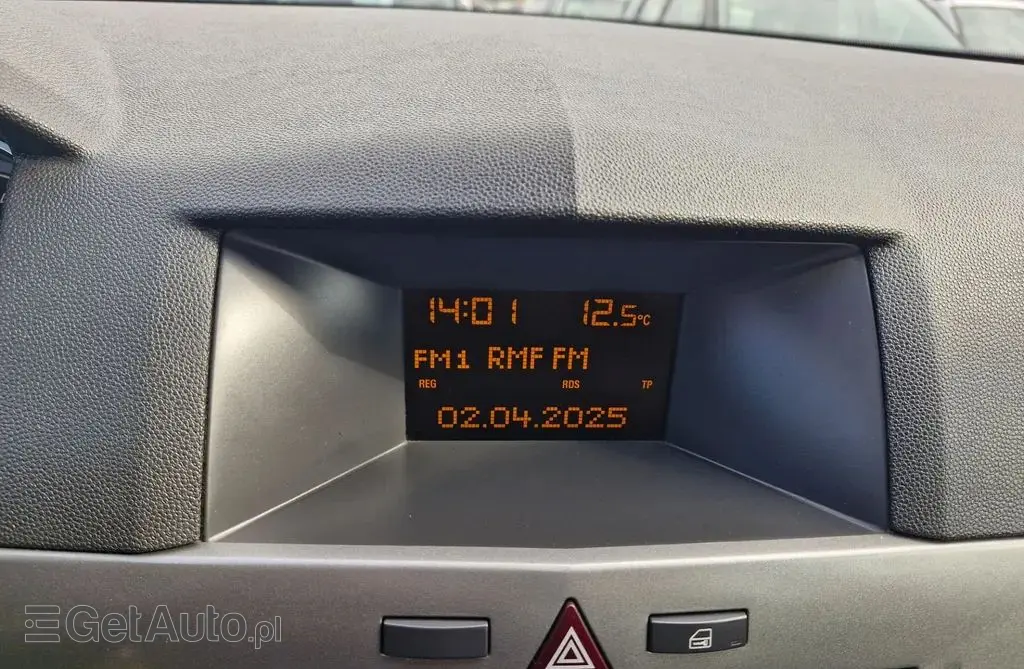 14:01 12.5°C
FM1 RMF FM
REG RDS TP
02.04.2025
GetAuto.pl